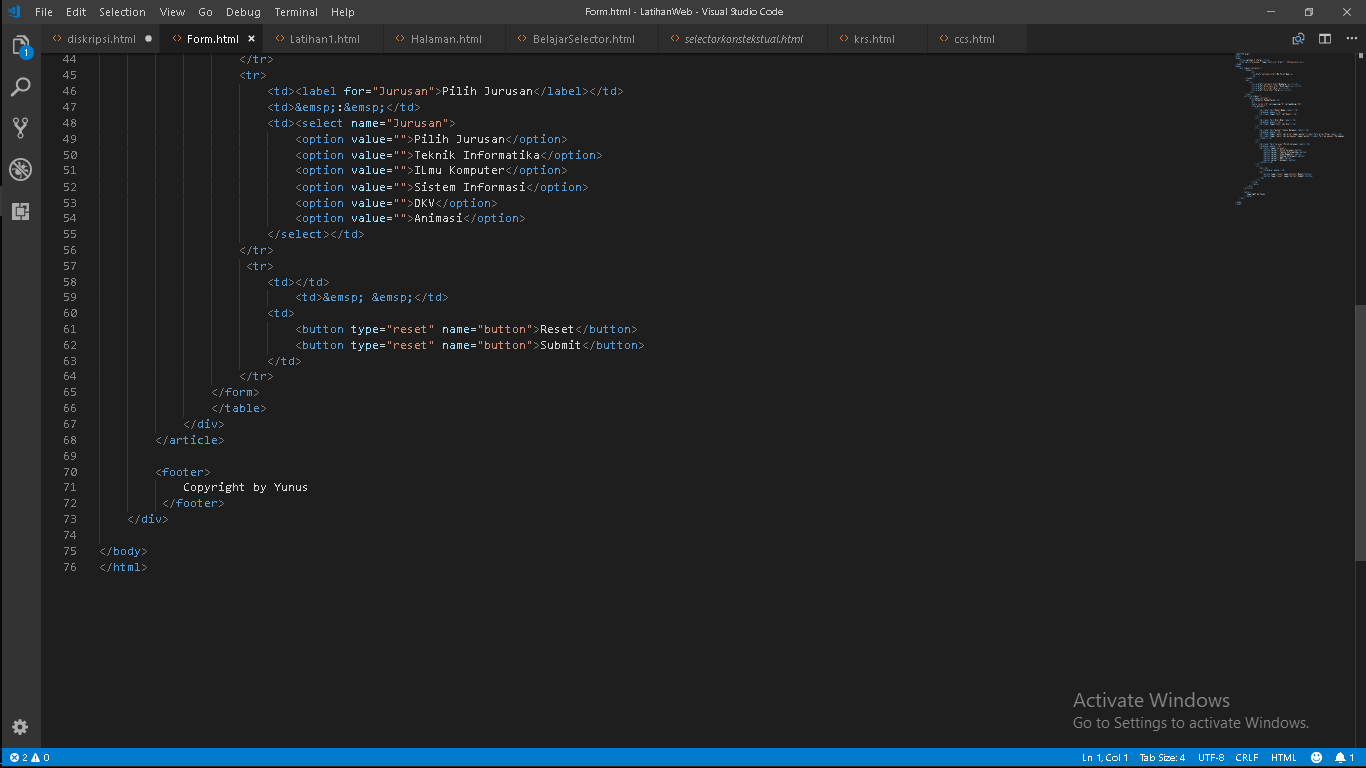 File Edit Selection View Go Debug Terminal Help Form.html - LatihanWeb - Visual Studio Code
diskripsi.html Form.html Latihan1.html Halaman.html BelajarSelector.html selectorkonstekstual.html krs.html ccs.html
1
44 </tr>
45 <tr>
46 <td><label for="Jurusan">Pilih Jurusan</label></td>
47 <td>&emsp;:&emsp;</td>
48 <td><select name="Jurusan">
49 <option value="">Pilih Jurusan</option>
50 <option value="">Teknik Informatika</option>
51 <option value="">ILmu Komputer</option>
52 <option value="">Sistem Informasi</option>
53 <option value="">DKV</option>
54 <option value="">Animasi</option>
55 </select></td>
56 </tr>
57 <tr>
58 <td></td>
59 <td>&emsp; &emsp;</td>
60 <td>
61 <button type="reset" name="button">Reset</button>
62 <button type="reset" name="button">Submit</button>
63 </td>
64 </tr>
65 </form>
66 </table>
67 </div>
68 </article>
69
70 <footer>
71 Copyright by Yunus
72 </footer>
73 </div>
74
75 </body>
76 </html>
Activate Windows
Go to Settings to activate Windows.
2 0 Ln 1, Col 1 Tab Size: 4 UTF-8 CRLF HTML 1